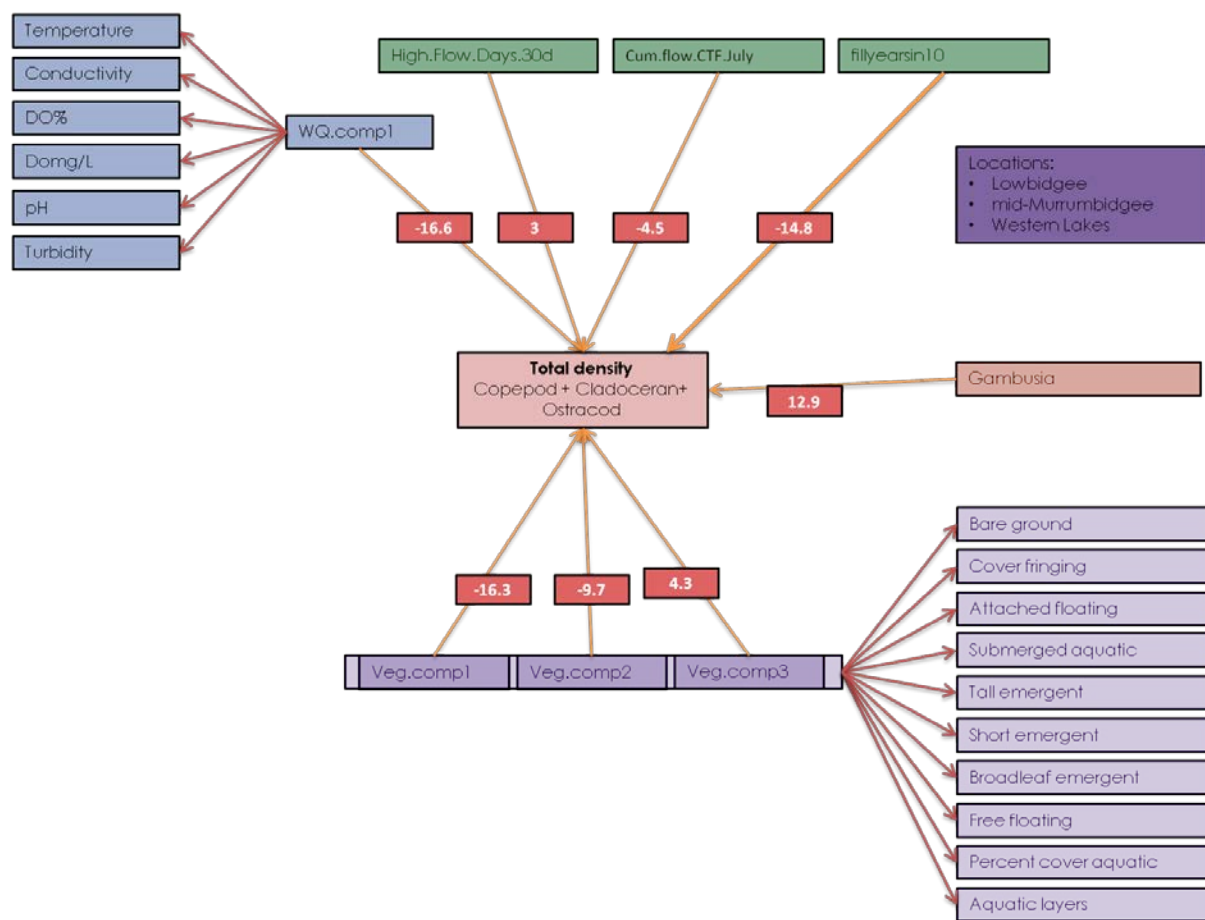 Temperature
Conductivity
DO%
Domg/L
pH
Turbidity
WQ.comp1
High.Flow.Days.30d
Cum.flow.CTF.July
fillyearsin10
Locations:
• Lowbidgee
• mid-Murrumbidgee
• Western Lakes
-16.6
3
-4.5
-14.8
Total density
Copepod + Cladoceran+
Ostracod
12.9
Gambusia
-16.3
-9.7
4.3
Veg.comp1
Veg.comp2
Veg.comp3
Bare ground
Cover fringing
Attached floating
Submerged aquatic
Tall emergent
Short emergent
Broadleaf emergent
Free floating
Percent cover aquatic
Aquatic layers